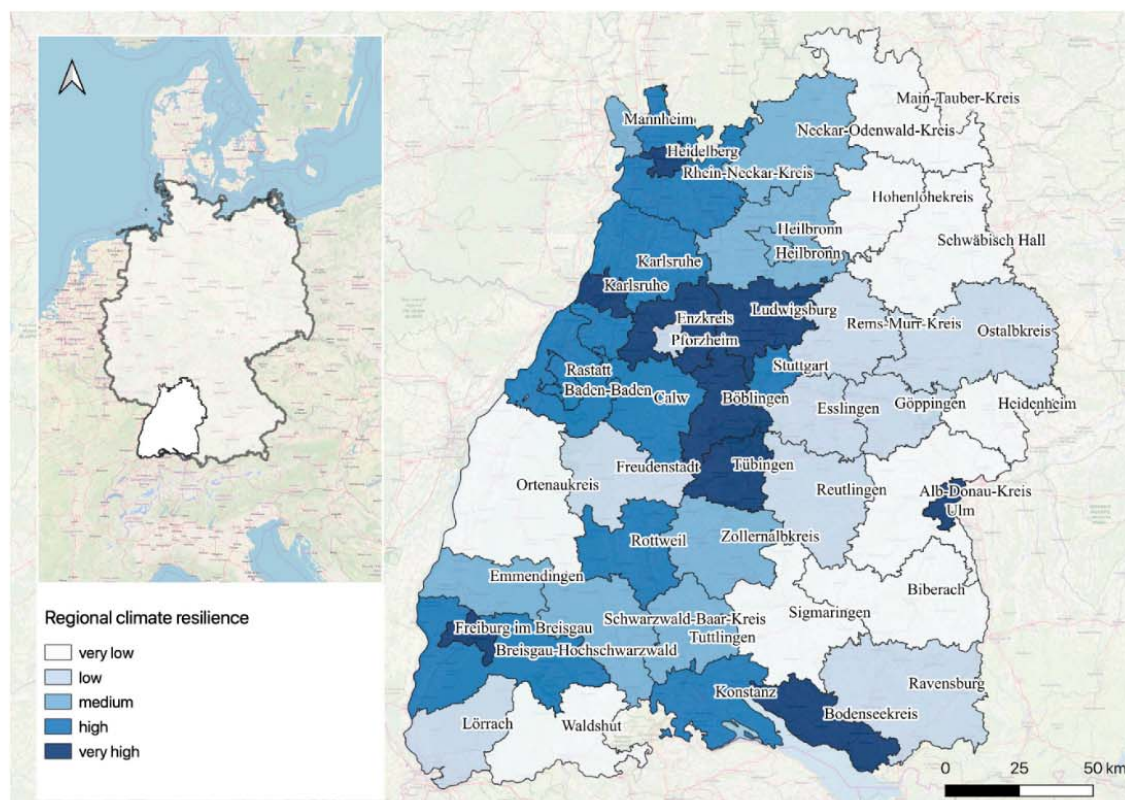 Regional climate resilience
very low
low
medium
high
very high
Main-Tauber-Kreis
Mannheim
Neckar-Odenwald-Kreis
Heidelberg
Rhein-Neckar-Kreis
Hohenlohekreis
Heilbronn
Schwäbisch Hall
Heilbronn
Karlsruhe
Karlsruhe
Ludwigsburg
Enzkreis
Rems-Murr-Kreis
Ostalbkreis
Pforzheim
Rastatt
Stuttgart
Baden-Baden
Calw
Böblingen
Esslingen
Göppingen
Heidenheim
Freudenstadt
Tübingen
Ortenaukreis
Reutlingen
Alb-Donau-Kreis
Ulm
Rottweil
Zollernalbkreis
Emmendingen
Biberach
Sigmaringen
Schwarzwald-Baar-Kreis
Freiburg im Breisgau
Tuttlingen
Breisgau-Hochschwarzwald
Ravensburg
Konstanz
Bodenseekreis
Lörrach
Waldshut
0 25 50 km